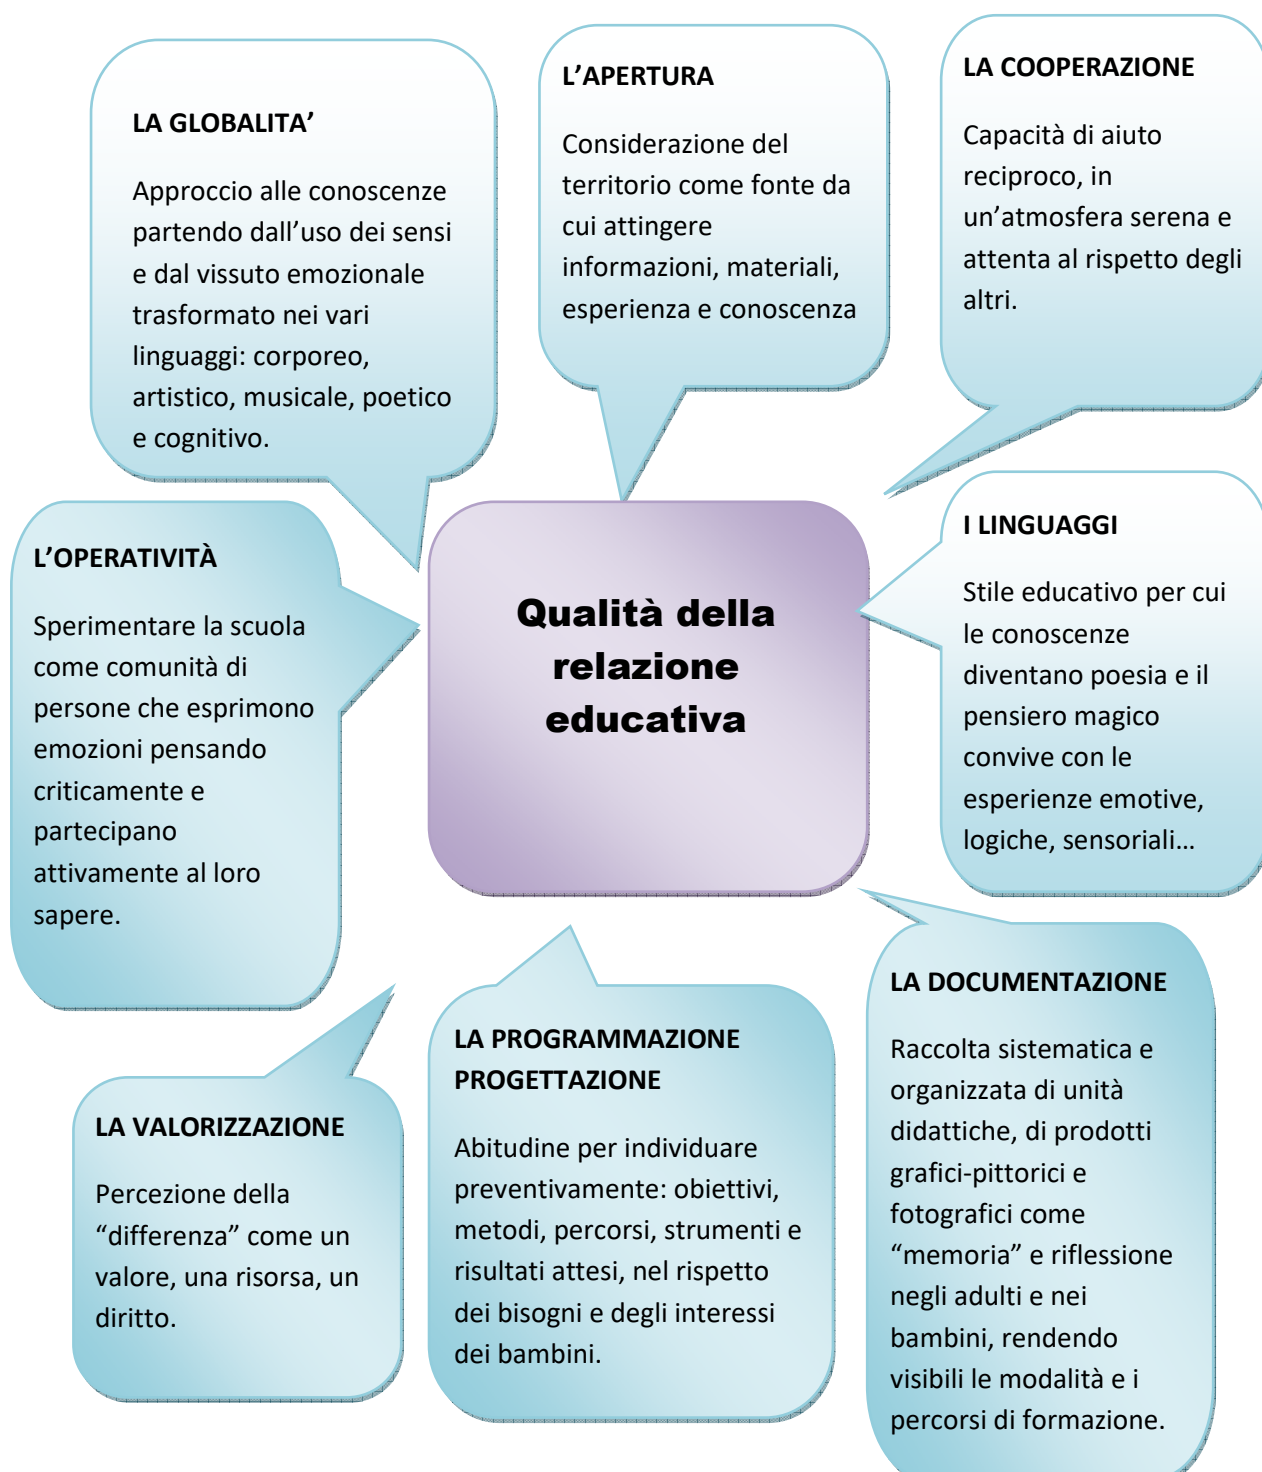 LA GLOBALITA’
Approccio alle conoscenze
partendo dall’uso dei sensi
e dal vissuto emozionale
trasformato nei vari
linguaggi: corporeo,
artistico, musicale, poetico
e cognitivo.
L’APERTURA
Considerazione del
territorio come fonte da
cui attingere
informazioni, materiali,
esperienza e conoscenza
LA COOPERAZIONE
Capacità di aiuto
reciproco, in
un’atmosfera serena e
attenta al rispetto degli
altri.
L’OPERATIVITÀ
Sperimentare la scuola
come comunità di
persone che esprimono
emozioni pensando
criticamente e
partecipano
attivamente al loro
sapere.
Qualità della
relazione
educativa
I LINGUAGGI
Stile educativo per cui
le conoscenze
diventano poesia e il
pensiero magico
convive con le
esperienze emotive,
logiche, sensoriali…
LA VALORIZZAZIONE
Percezione della
“differenza” come un
valore, una risorsa, un
diritto.
LA PROGRAMMAZIONE
PROGETTAZIONE
Abitudine per individuare
preventivamente: obiettivi,
metodi, percorsi, strumenti e
risultati attesi, nel rispetto
dei bisogni e degli interessi
dei bambini.
LA DOCUMENTAZIONE
Raccolta sistematica e
organizzata di unità
didattiche, di prodotti
grafici-pittorici e
fotografici come
“memoria” e riflessione
negli adulti e nei
bambini, rendendo
visibili le modalità e i
percorsi di formazione.